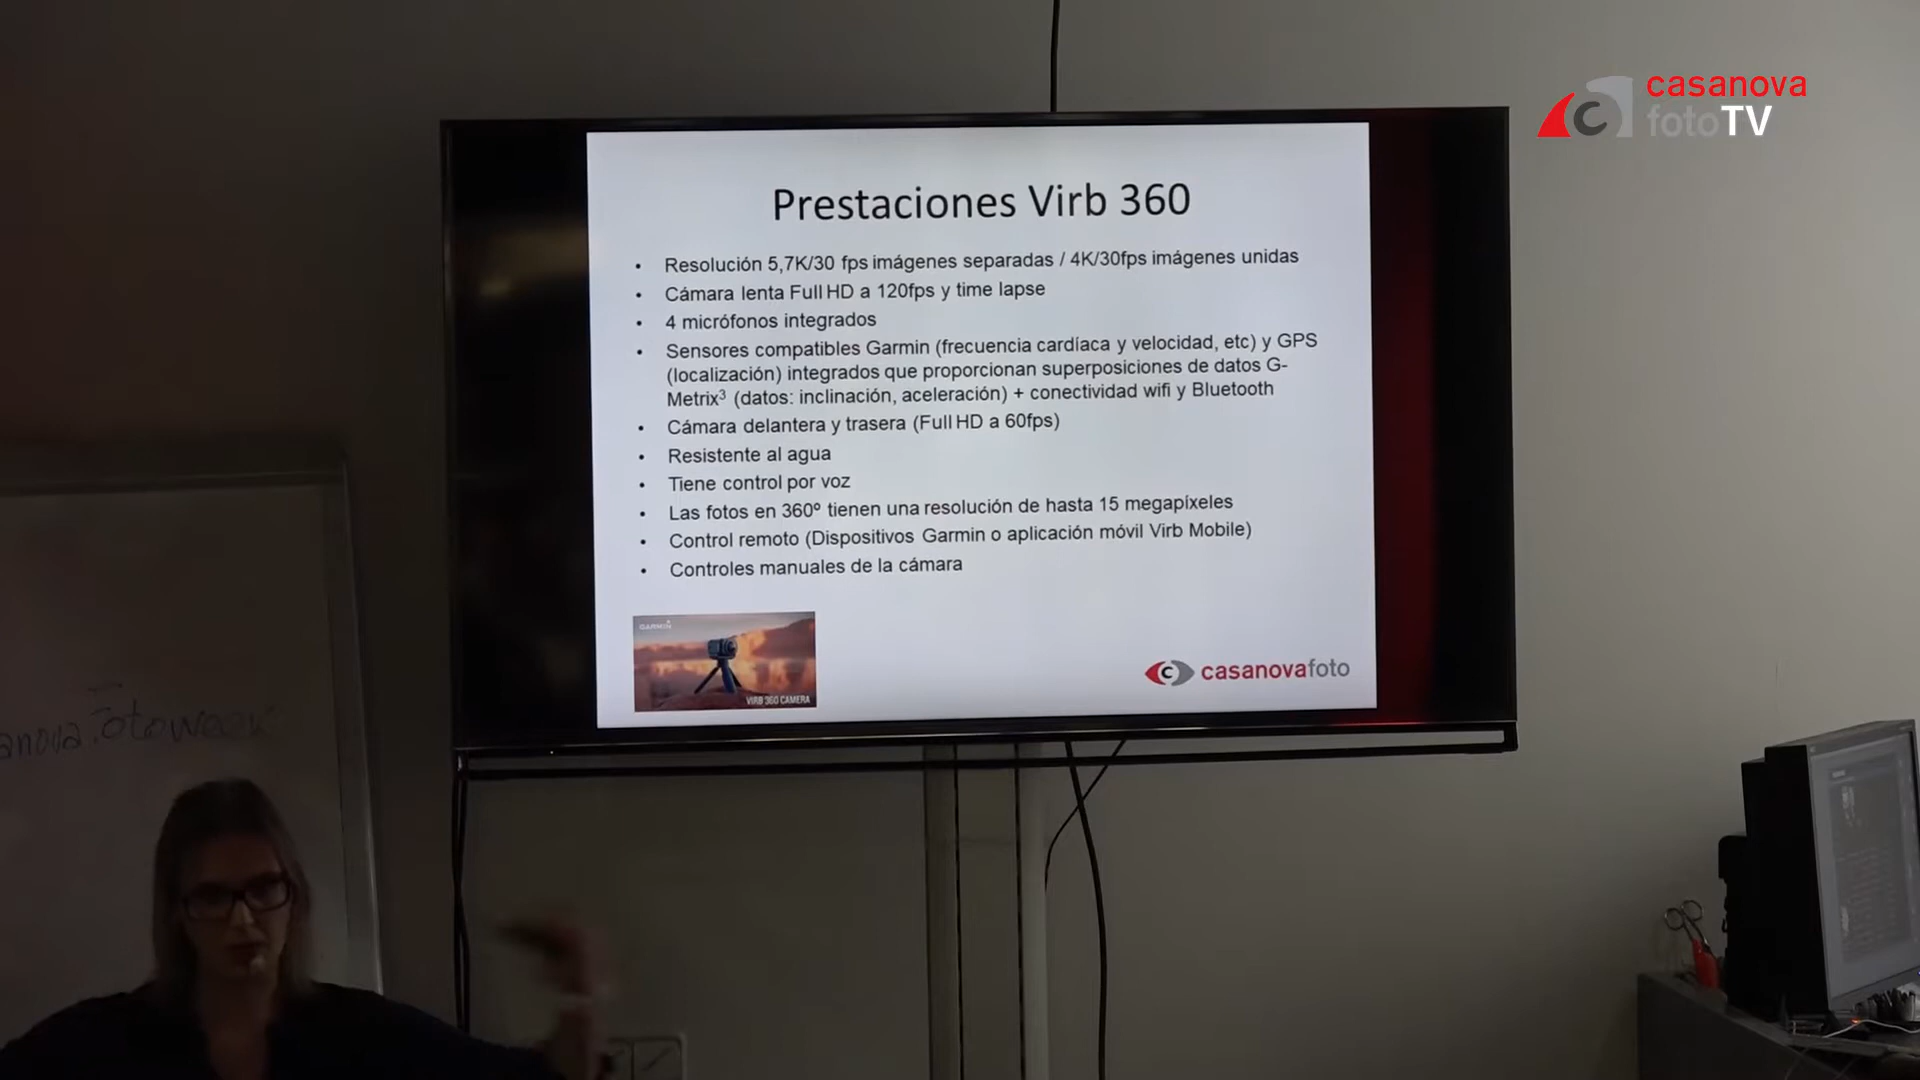 casanova
fotoTV
Prestaciones Virb 360
• Resolución 5,7K/30 fps imágenes separadas / 4K/30fps imágenes unidas
• Cámara lenta Full HD a 120fps y time lapse
• 4 micrófonos integrados
• Sensores compatibles Garmin (frecuencia cardíaca y velocidad, etc) y GPS
(localización) integrados que proporcionan superposiciones de datos G-
Metrix³ (datos: inclinación, aceleración) + conectividad wifi y Bluetooth
• Cámara delantera y trasera (Full HD a 60fps)
• Resistente al agua
• Tiene control por voz
• Las fotos en 360º tienen una resolución de hasta 15 megapíxeles
• Control remoto (Dispositivos Garmin o aplicación móvil Virb Mobile)
• Controles manuales de la cámara
GARMIN
VIRB 360 CAMERA
casanovafoto